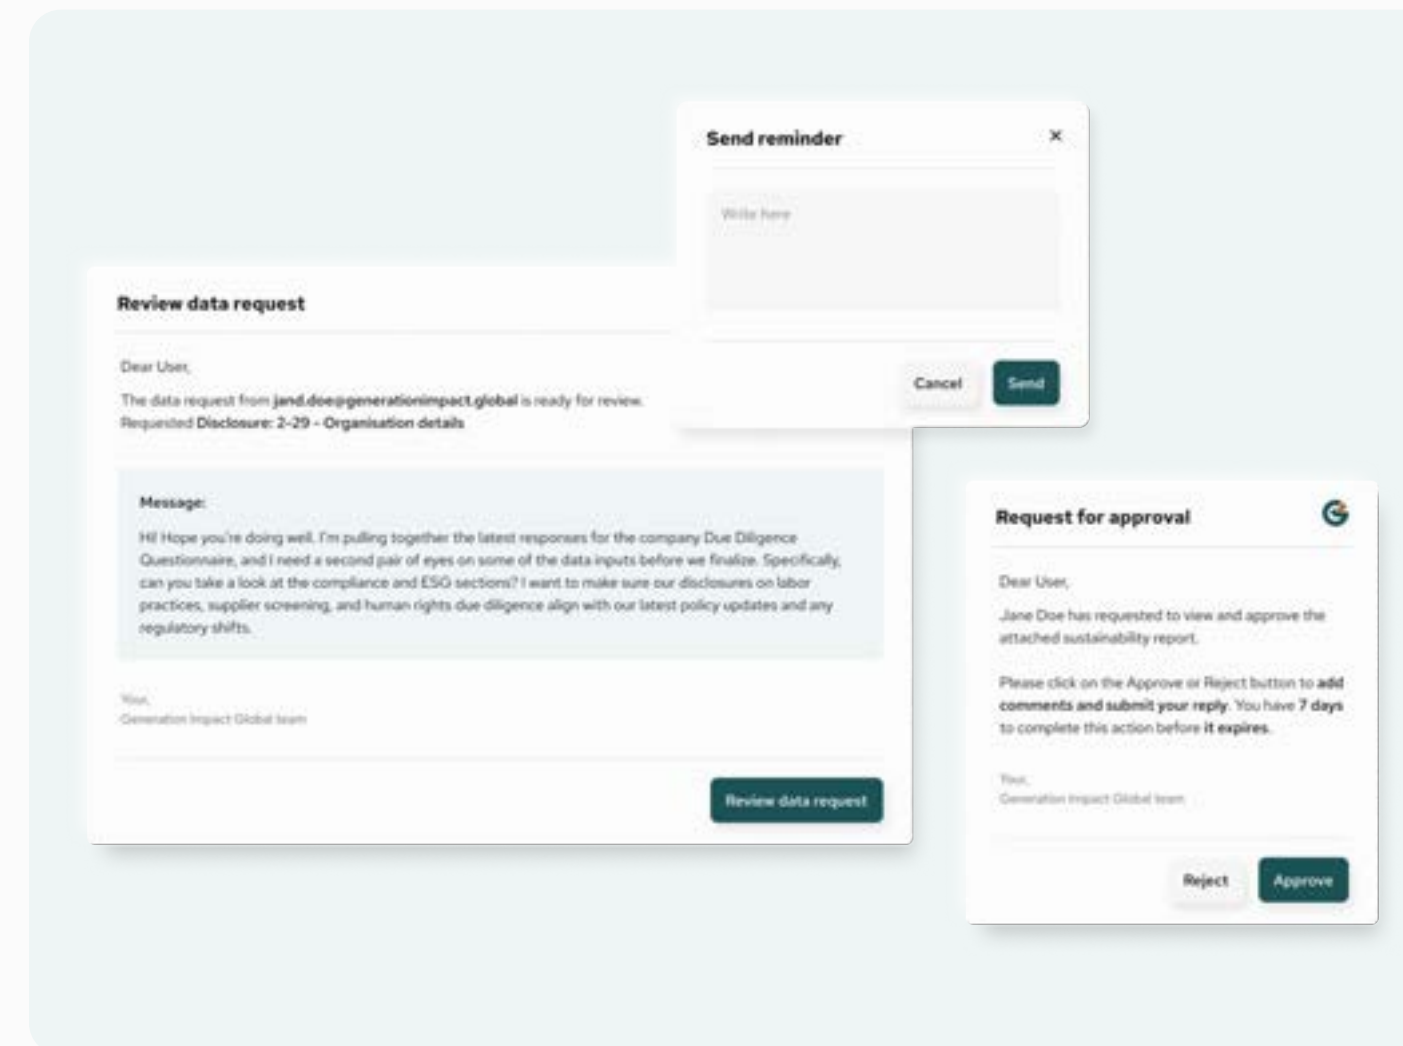 Send reminder
Write here
Cancel
Send
Review data request
Dear User,
The data request from jand.doe@generationimpact.global is ready for review.
Requested Disclosure: 2-29 - Organisation details
Message:
Hi! Hope you're doing well. I'm pulling together the latest responses for the company Due Diligence
Questionnaire, and I need a second pair of eyes on some of the data inputs before we finalize. Specifically,
can you take a look at the compliance and ESG sections? I want to make sure our disclosures on labor
practices, supplier screening, and human rights due diligence align with our latest policy updates and any
regulatory shifts.
Your,
Generation Impact Global team
Review data request
Request for approval
Dear User,
Jane Doe has requested to view and approve the
attached sustainability report.
Please click on the Approve or Reject button to add
comments and submit your reply. You have 7 days
to complete this action before it expires.
Your,
Generation Impact Global team
Reject
Approve